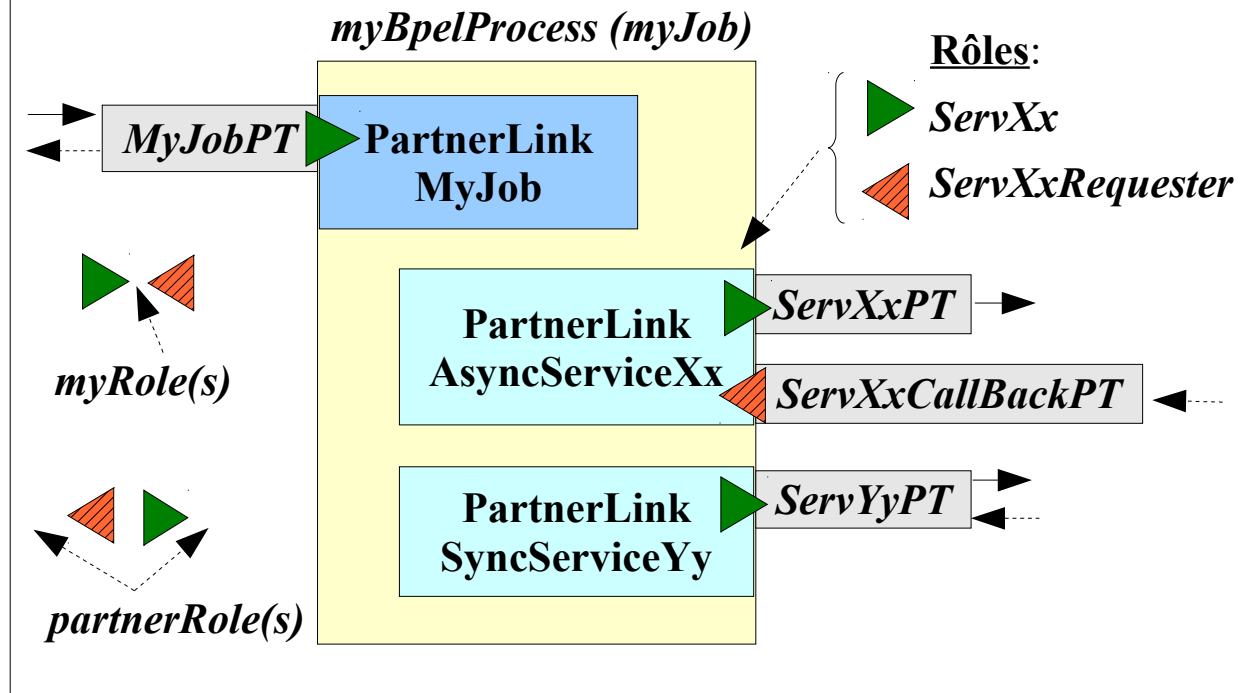 myBpelProcess (myJob)
Rôles:
ServXx
ServXxRequester
MyJobPT
PartnerLink
MyJob
myRole(s)
PartnerLink
AsyncServiceXx
ServXxPT
ServXxCallBackPT
PartnerLink
SyncServiceYy
ServYyPT
partnerRole(s)